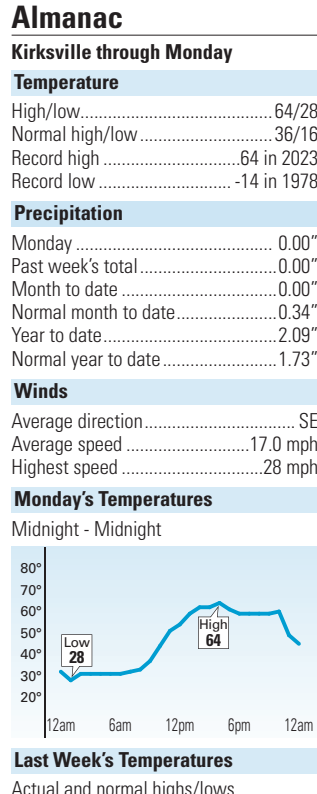 Almanac
Kirksville through Monday
Temperature
High/low.........................................64/28
Normal high/low.............................36/16
Record high .............................64 in 2023
Record low ............................ -14 in 1978
Precipitation
Monday .......................................... 0.00″
Past week's total..............................0.00″
Month to date .................................0.00″
Normal month to date.....................0.34″
Year to date.....................................2.09″
Normal year to date........................1.73″
Winds
Average direction................................ SE
Average speed ..........................17.0 mph
Highest speed ..............................28 mph
Monday's Temperatures
Midnight - Midnight
80°
70°
60°
50°
40°
30°
20°
Low
28
High
64
12am 6am 12pm 6pm 12am
Last Week's Temperatures
Actual and normal highs/lows